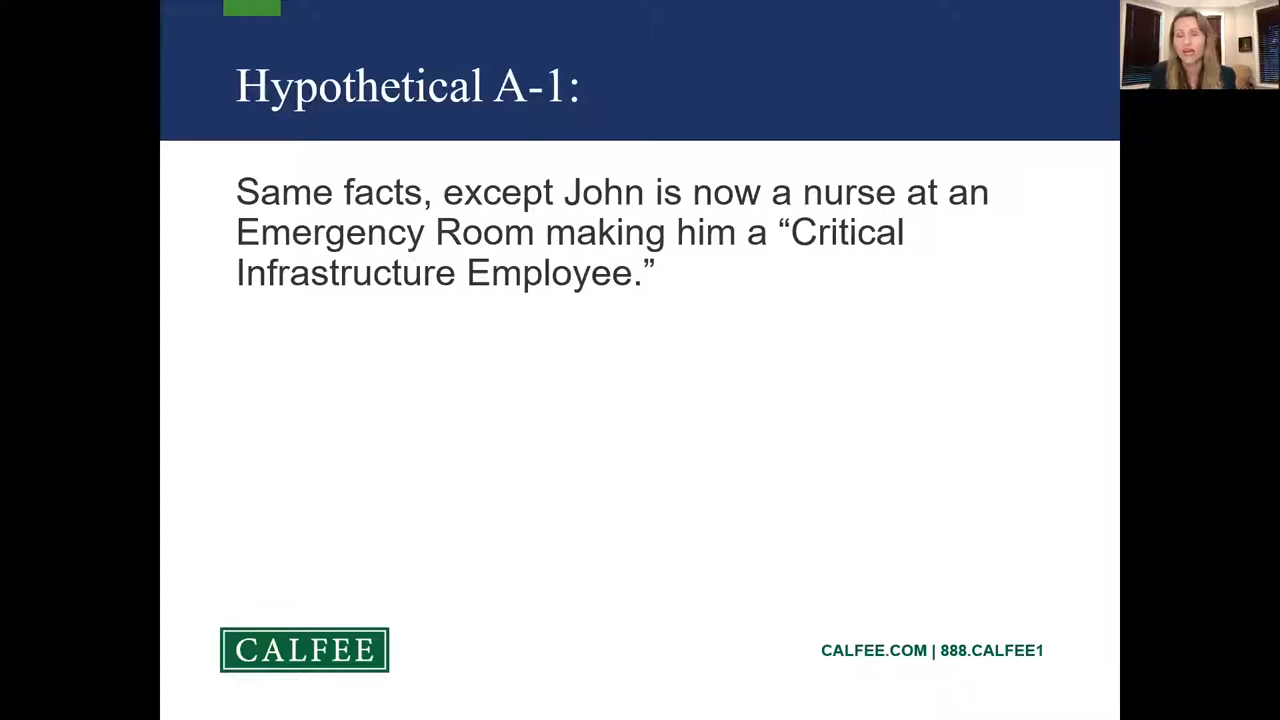 Hypothetical A-1:
Same facts, except John is now a nurse at an
Emergency Room making him a “Critical
Infrastructure Employee.”
CALFEE
CALFEE.COM | 888.CALFEE1